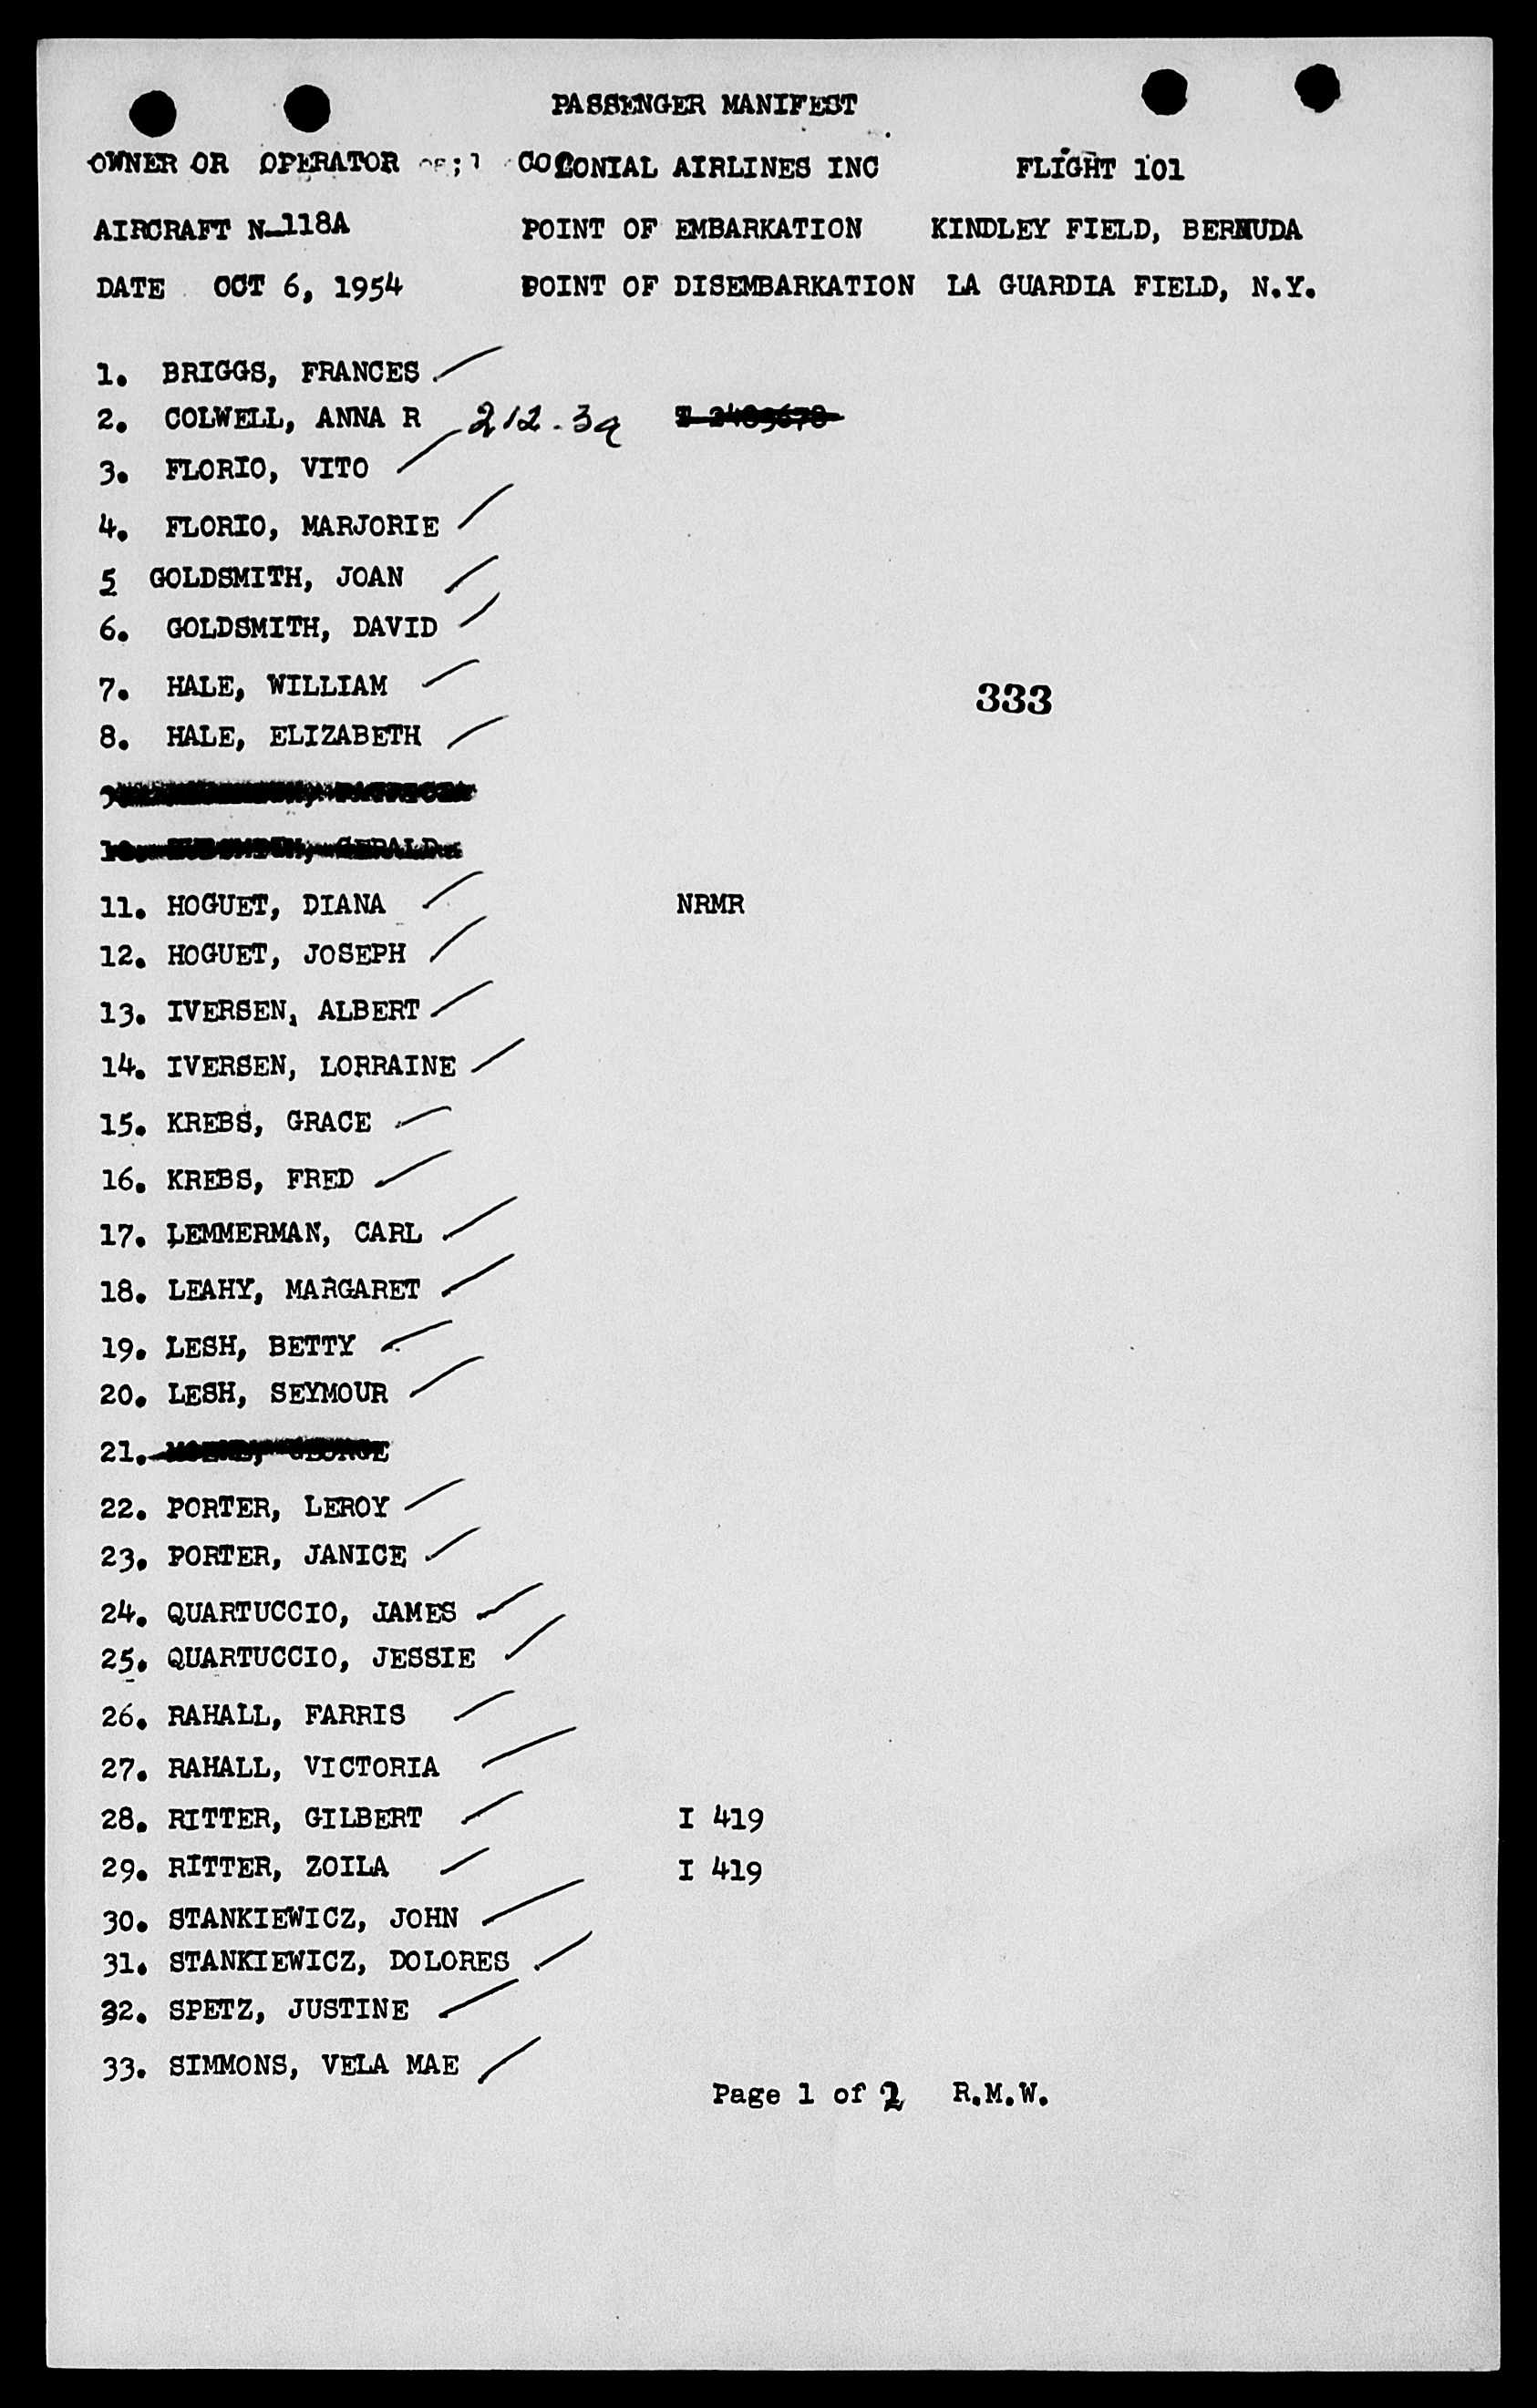 PASSENGER MANIFEST
OWNER OR OPERATOR COLONIAL AIRLINES INC FLIGHT 101
AIRCRAFT N-118A POINT OF EMBARKATION KINDLEY FIELD, BERMUDA
DATE OCT 6, 1954 POINT OF DISEMBARKATION LA GUARDIA FIELD, N.Y.
1. BRIGGS, FRANCES
2. COLWELL, ANNA R 212.3a
3. FLORIO, VITO
4. FLORIO, MARJORIE
5 GOLDSMITH, JOAN
6. GOLDSMITH, DAVID
7. HALE, WILLIAM
333
8. HALE, ELIZABETH
11. HOGUET, DIANA NRMR
12. HOGUET, JOSEPH
13. IVERSEN, ALBERT
14. IVERSEN, LORRAINE
15. KREBS, GRACE
16. KREBS, FRED
17. LEMMERMAN, CARL
18. LEAHY, MARGARET
19. LESH, BETTY
20. LESH, SEYMOUR
21.
22. PORTER, LEROY
23. PORTER, JANICE
24. QUARTUCCIO, JAMES
25. QUARTUCCIO, JESSIE
26. RAHALL, FARRIS
27. RAHALL, VICTORIA
28. RITTER, GILBERT I 419
29. RITTER, ZOILA I 419
30. STANKIEWICZ, JOHN
31. STANKIEWICZ, DOLORES
32. SPETZ, JUSTINE
33. SIMMONS, VELA MAE
Page 1 of 2 R.M.W.